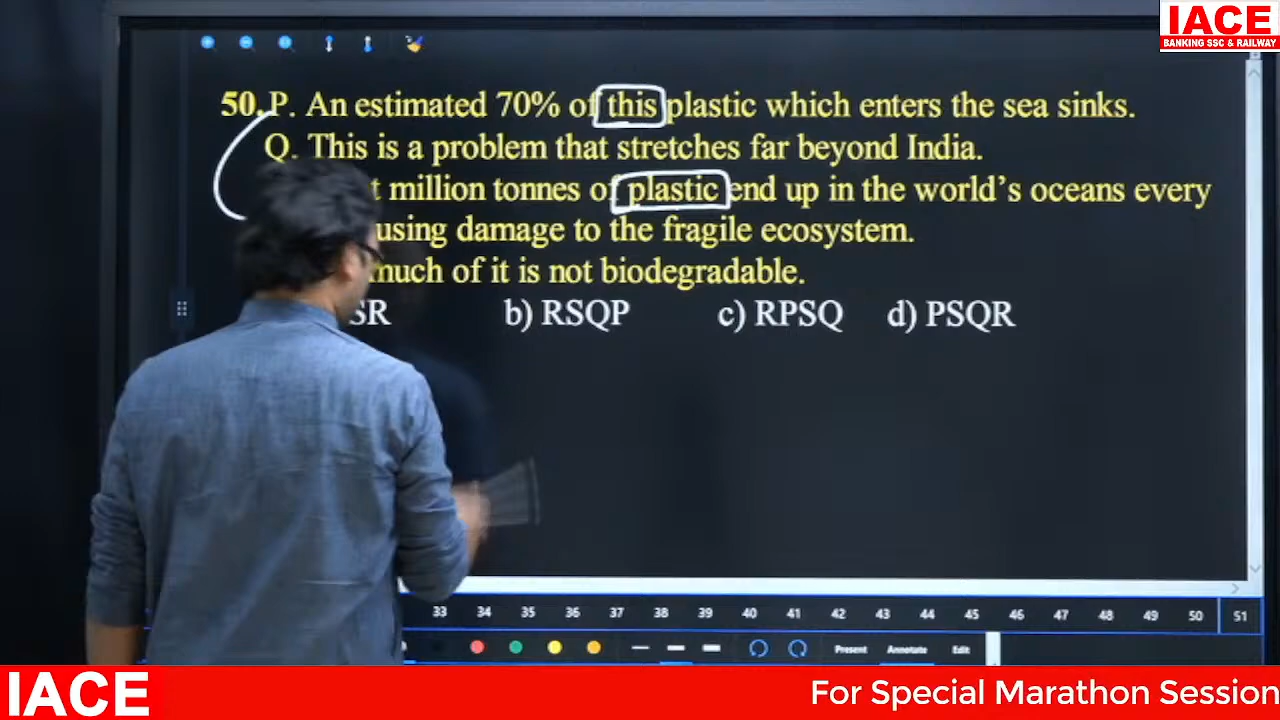 IACE
BANKING SSC & RAILWAY
50. P. An estimated 70% of this plastic which enters the sea sinks.
Q. This is a problem that stretches far beyond India.
million tonnes of plastic end up in the world's oceans every
damage to the fragile ecosystem.
much of it is not biodegradable.
SR b) RSQP c) RPSQ d) PSQR
33 34 35 36 37 38 39 40 41 42 43 44 45 46 47 48 49 50 51
Present Annotate Edit
IACE For Special Marathon Session